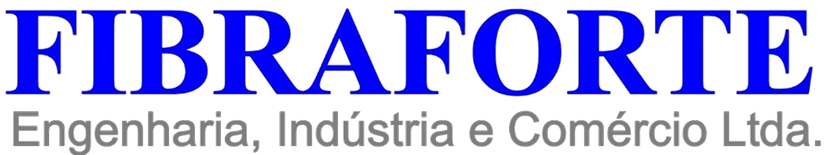 FIBRAFORTE
Engenharia, Indústria e Comércio Ltda.